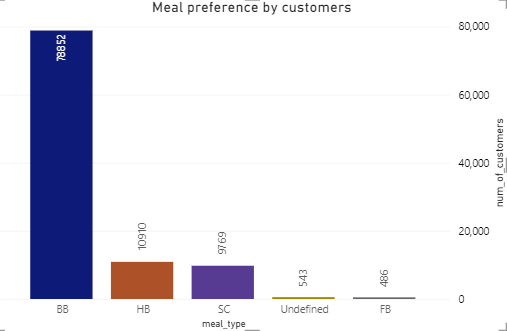 Meal preference by customers
80,000
60,000
40,000
20,000
0
num_of_customers
78852
10910
9769
543
486
BB
HB
SC
Undefined
FB
meal_type